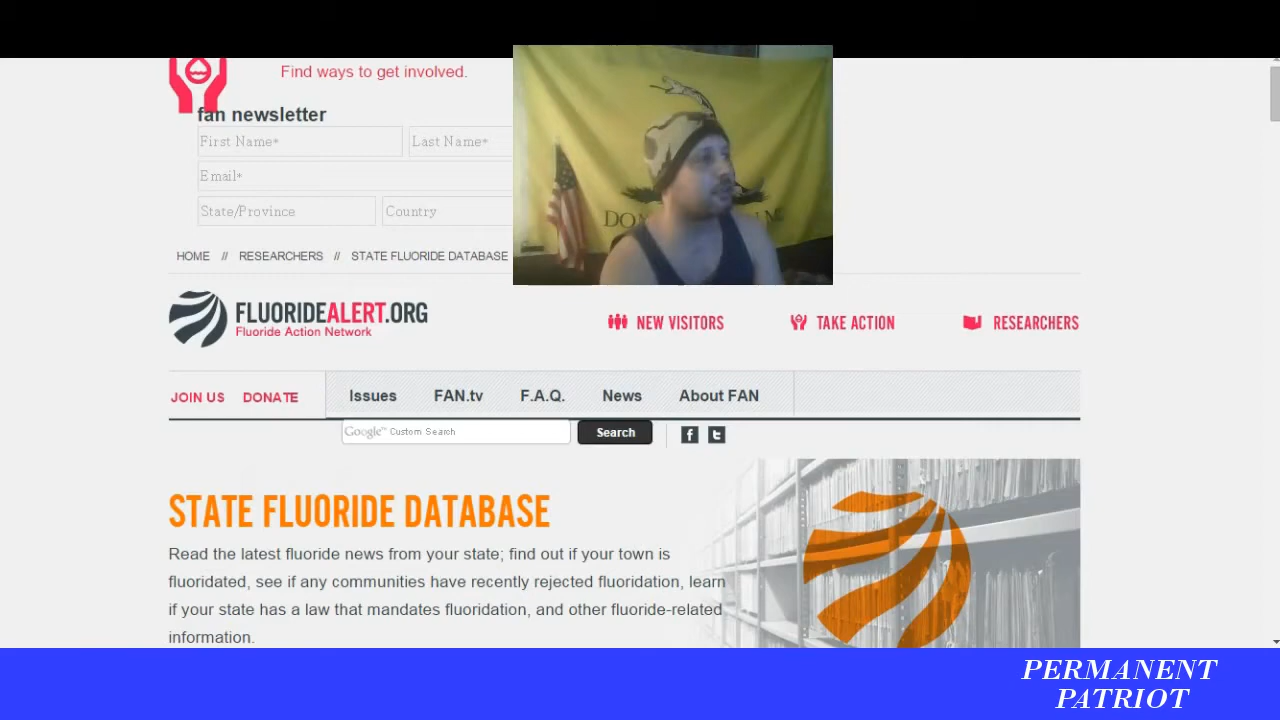 Find ways to get involved.
fan newsletter
First Name*
Last Name*
Email*
State/Province
Country
HOME // RESEARCHERS // STATE FLUORIDE DATABASE
FLUORIDEALERT.ORG
Fluoride Action Network
NEW VISITORS
TAKE ACTION
RESEARCHERS
JOIN US
DONATE
Issues
FAN.tv
F.A.Q.
News
About FAN
Google™ Custom Search
Search
STATE FLUORIDE DATABASE
Read the latest fluoride news from your state; find out if your town is
fluoridated, see if any communities have recently rejected fluoridation, learn
if your state has a law that mandates fluoridation, and other fluoride-related
information.
PERMANENT
PATRIOT